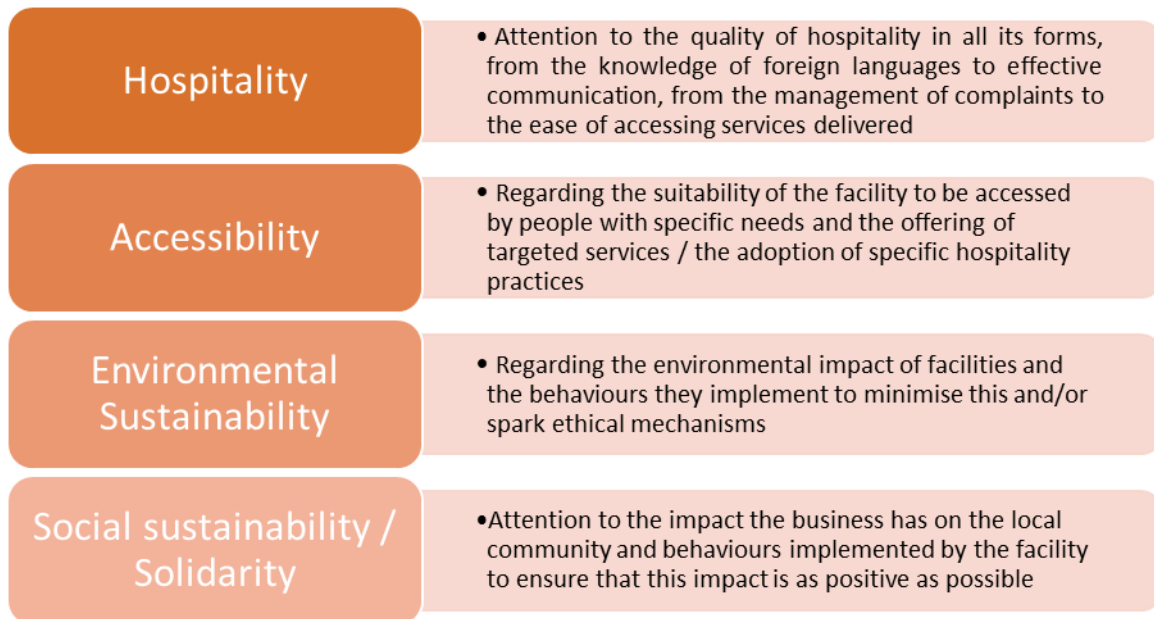 Hospitality
• Attention to the quality of hospitality in all its forms,
from the knowledge of foreign languages to effective
communication, from the management of complaints to
the ease of accessing services delivered
Accessibility
• Regarding the suitability of the facility to be accessed
by people with specific needs and the offering of
targeted services / the adoption of specific hospitality
practices
Environmental
Sustainability
• Regarding the environmental impact of facilities and
the behaviours they implement to minimise this and/or
spark ethical mechanisms
Social sustainability /
Solidarity
•Attention to the impact the business has on the local
community and behaviours implemented by the facility
to ensure that this impact is as positive as possible